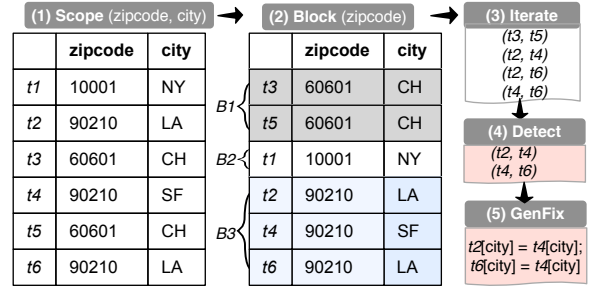 (1) Scope (zipcode, city)
zipcode city
t1 10001 NY
t2 90210 LA
t3 60601 CH
t4 90210 SF
t5 60601 CH
t6 90210 LA
(2) Block (zipcode)
zipcode city
B1
t3 60601 CH
t5 60601 CH
B2 t1 10001 NY
t2 90210 LA
B3 t4 90210 SF
t6 90210 LA
(3) Iterate
(t3, t5)
(t2, t4)
(t2, t6)
(t4, t6)
(4) Detect
(t2, t4)
(t4, t6)
(5) GenFix
t2[city] = t4[city];
t6[city] = t4[city]